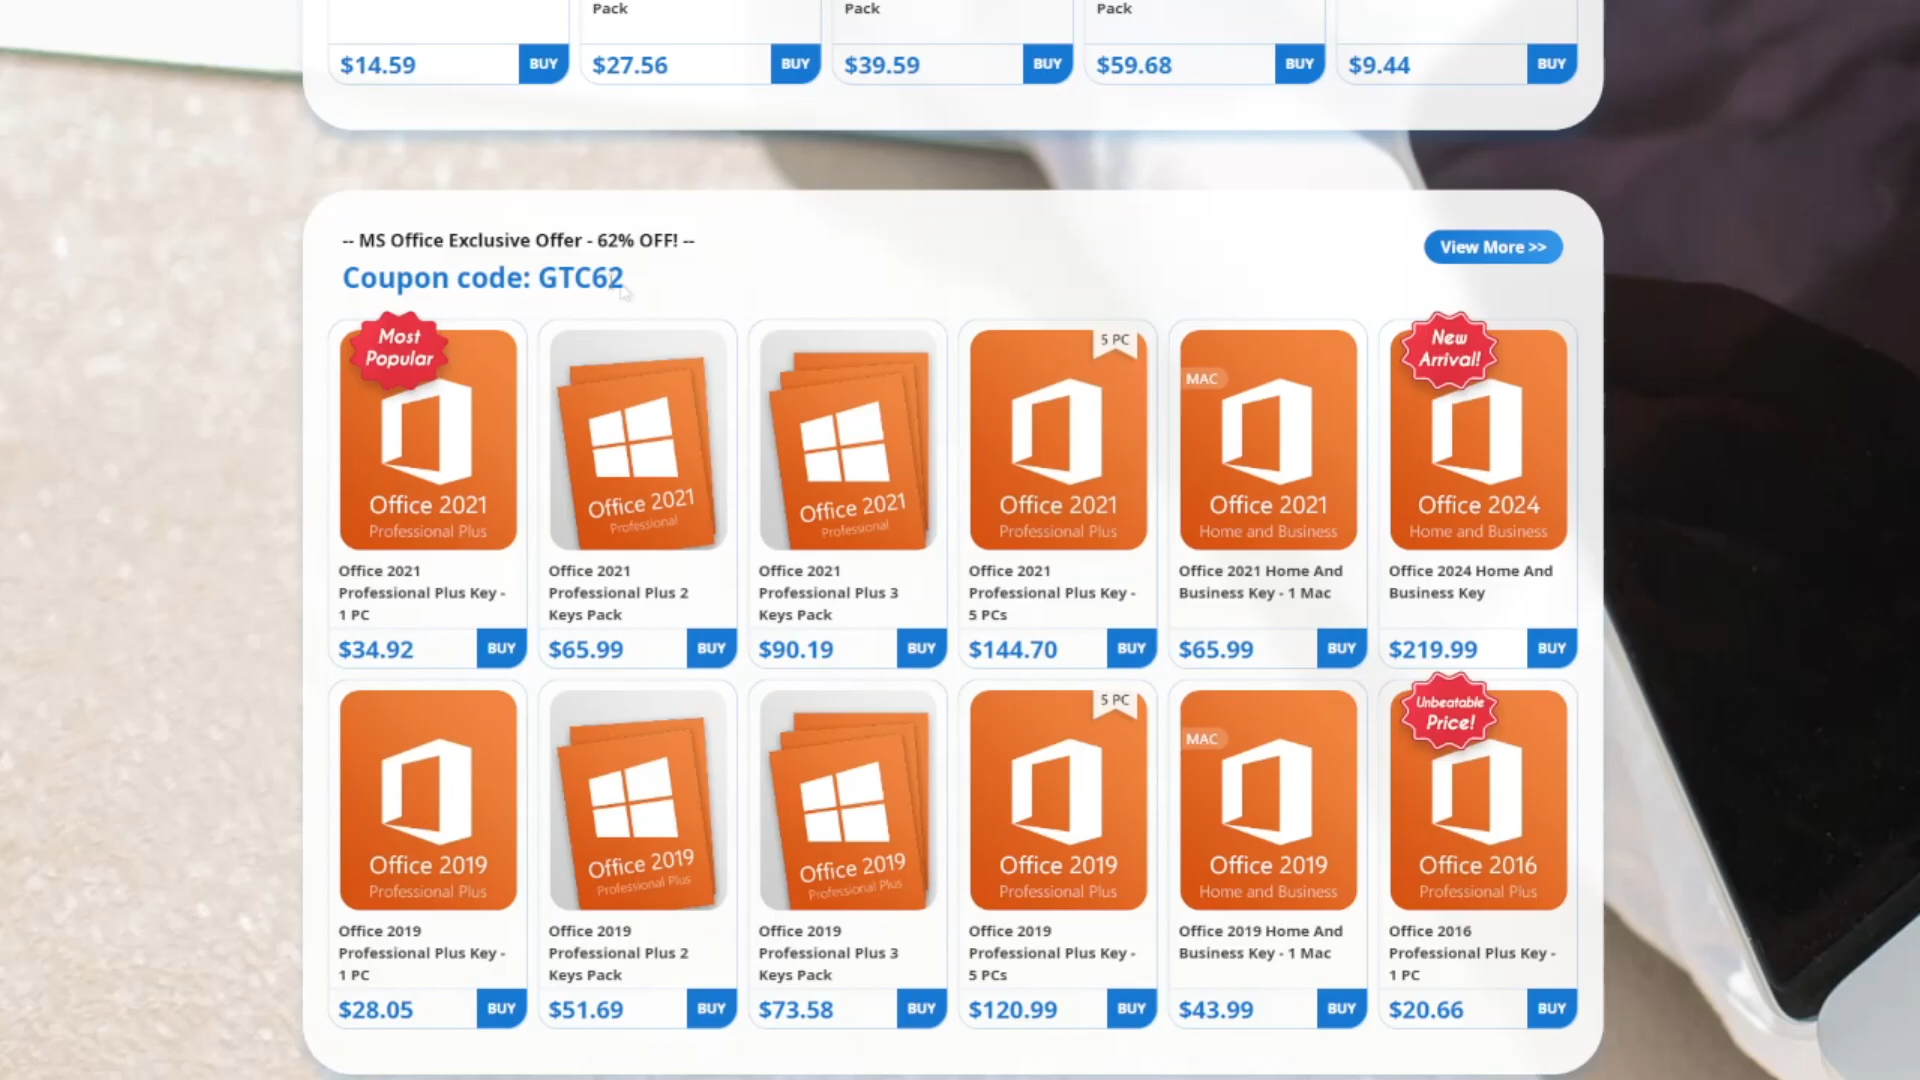 Pack
Pack
Pack
$14.59
BUY
$27.56
BUY
$39.59
BUY
$59.68
BUY
$9.44
BUY
-- MS Office Exclusive Offer - 62% OFF! --
Coupon code: GTC62
View More >>
Most
Popular
Office 2021
Professional Plus
Office 2021
Professional
Office 2021
Professional
5 PC
Office 2021
Professional Plus
MAC
Office 2021
Home and Business
New
Arrival!
Office 2024
Home and Business
Office 2021
Professional Plus Key -
1 PC
$34.92
BUY
Office 2021
Professional Plus 2
Keys Pack
$65.99
BUY
Office 2021
Professional Plus 3
Keys Pack
$90.19
BUY
Office 2021
Professional Plus Key -
5 PCs
$144.70
BUY
Office 2021 Home And
Business Key - 1 Mac
$65.99
BUY
Office 2024 Home And
Business Key
$219.99
BUY
Office 2019
Professional Plus
Office 2019
Professional Plus
Office 2019
Professional Plus
5 PC
Office 2019
Professional Plus
MAC
Office 2019
Home and Business
Unbeatable
Price!
Office 2016
Professional Plus
Office 2019
Professional Plus Key -
1 PC
$28.05
BUY
Office 2019
Professional Plus 2
Keys Pack
$51.69
BUY
Office 2019
Professional Plus 3
Keys Pack
$73.58
BUY
Office 2019
Professional Plus Key -
5 PCs
$120.99
BUY
Office 2019 Home And
Business Key - 1 Mac
$43.99
BUY
Office 2016
Professional Plus Key -
1 PC
$20.66
BUY